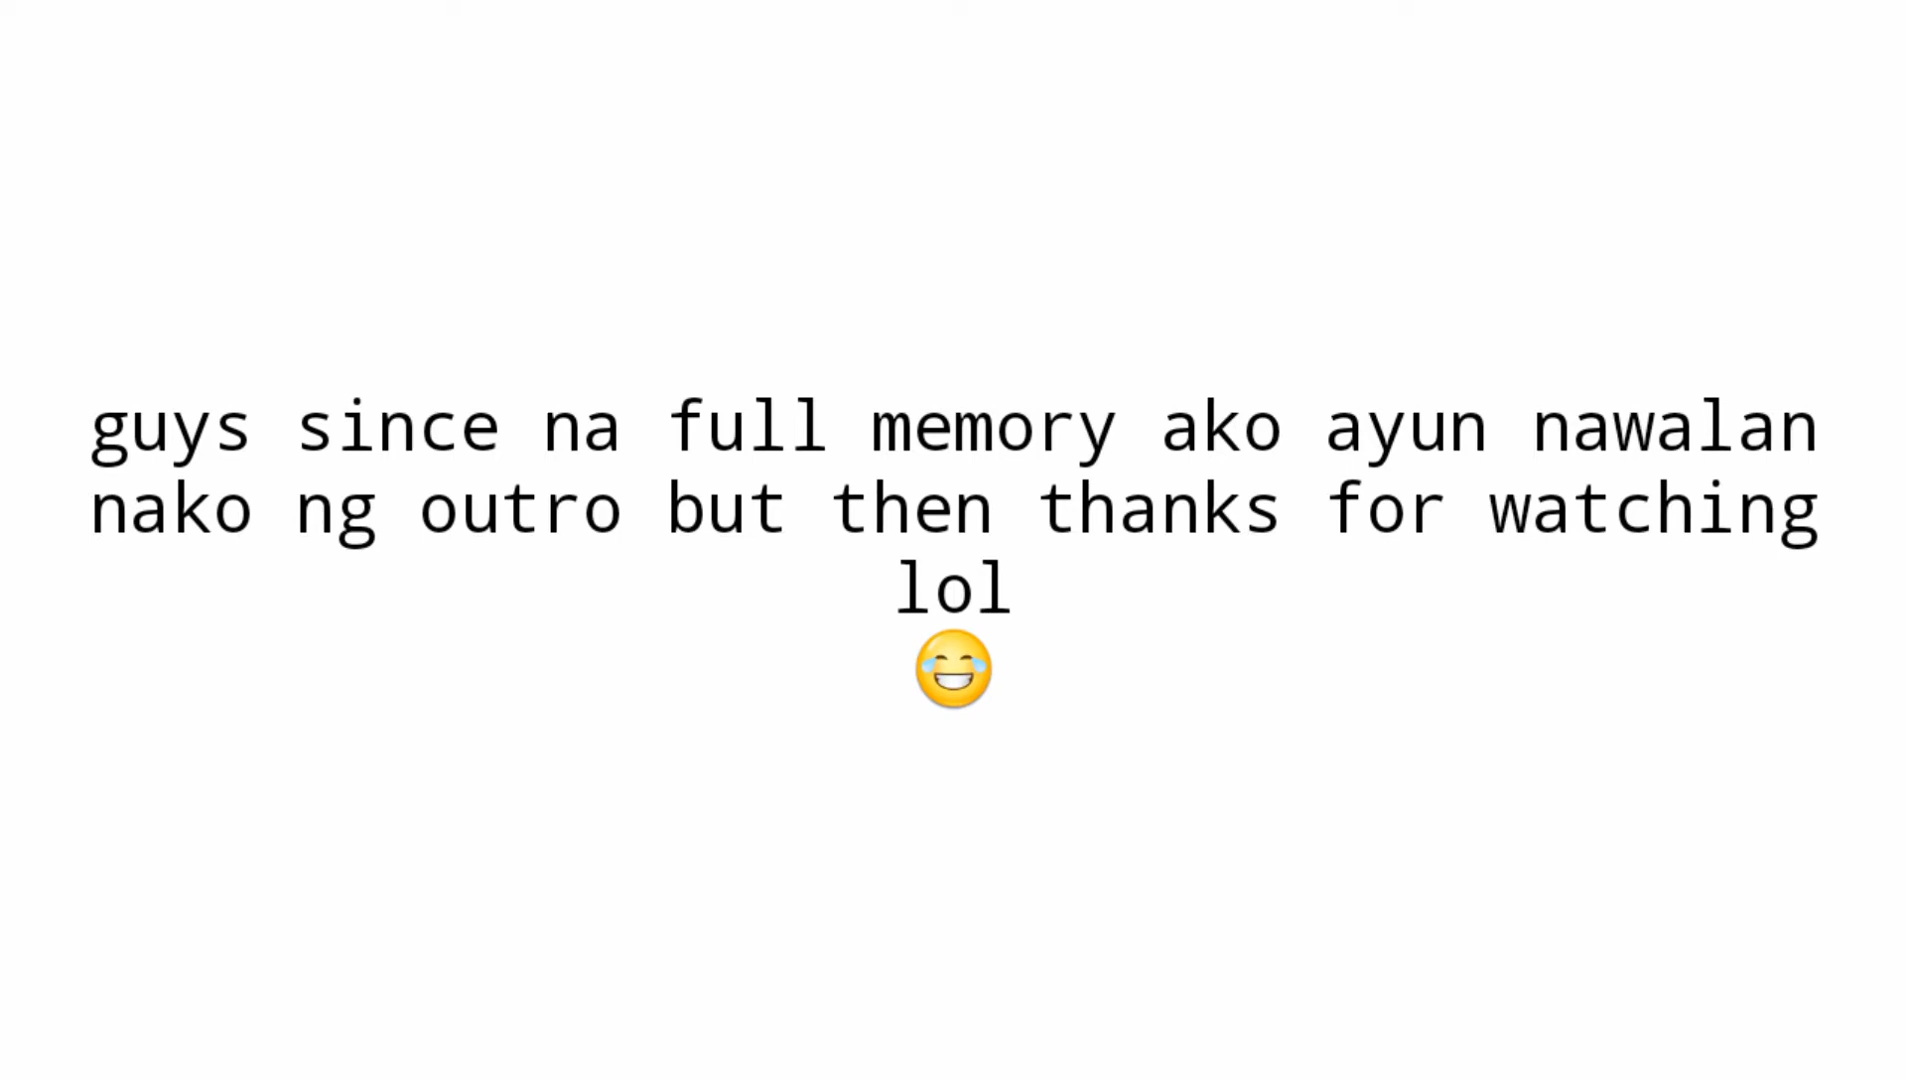 guys since na full memory ako ayun nawalan
nako ng outro but then thanks for watching
lol
😂